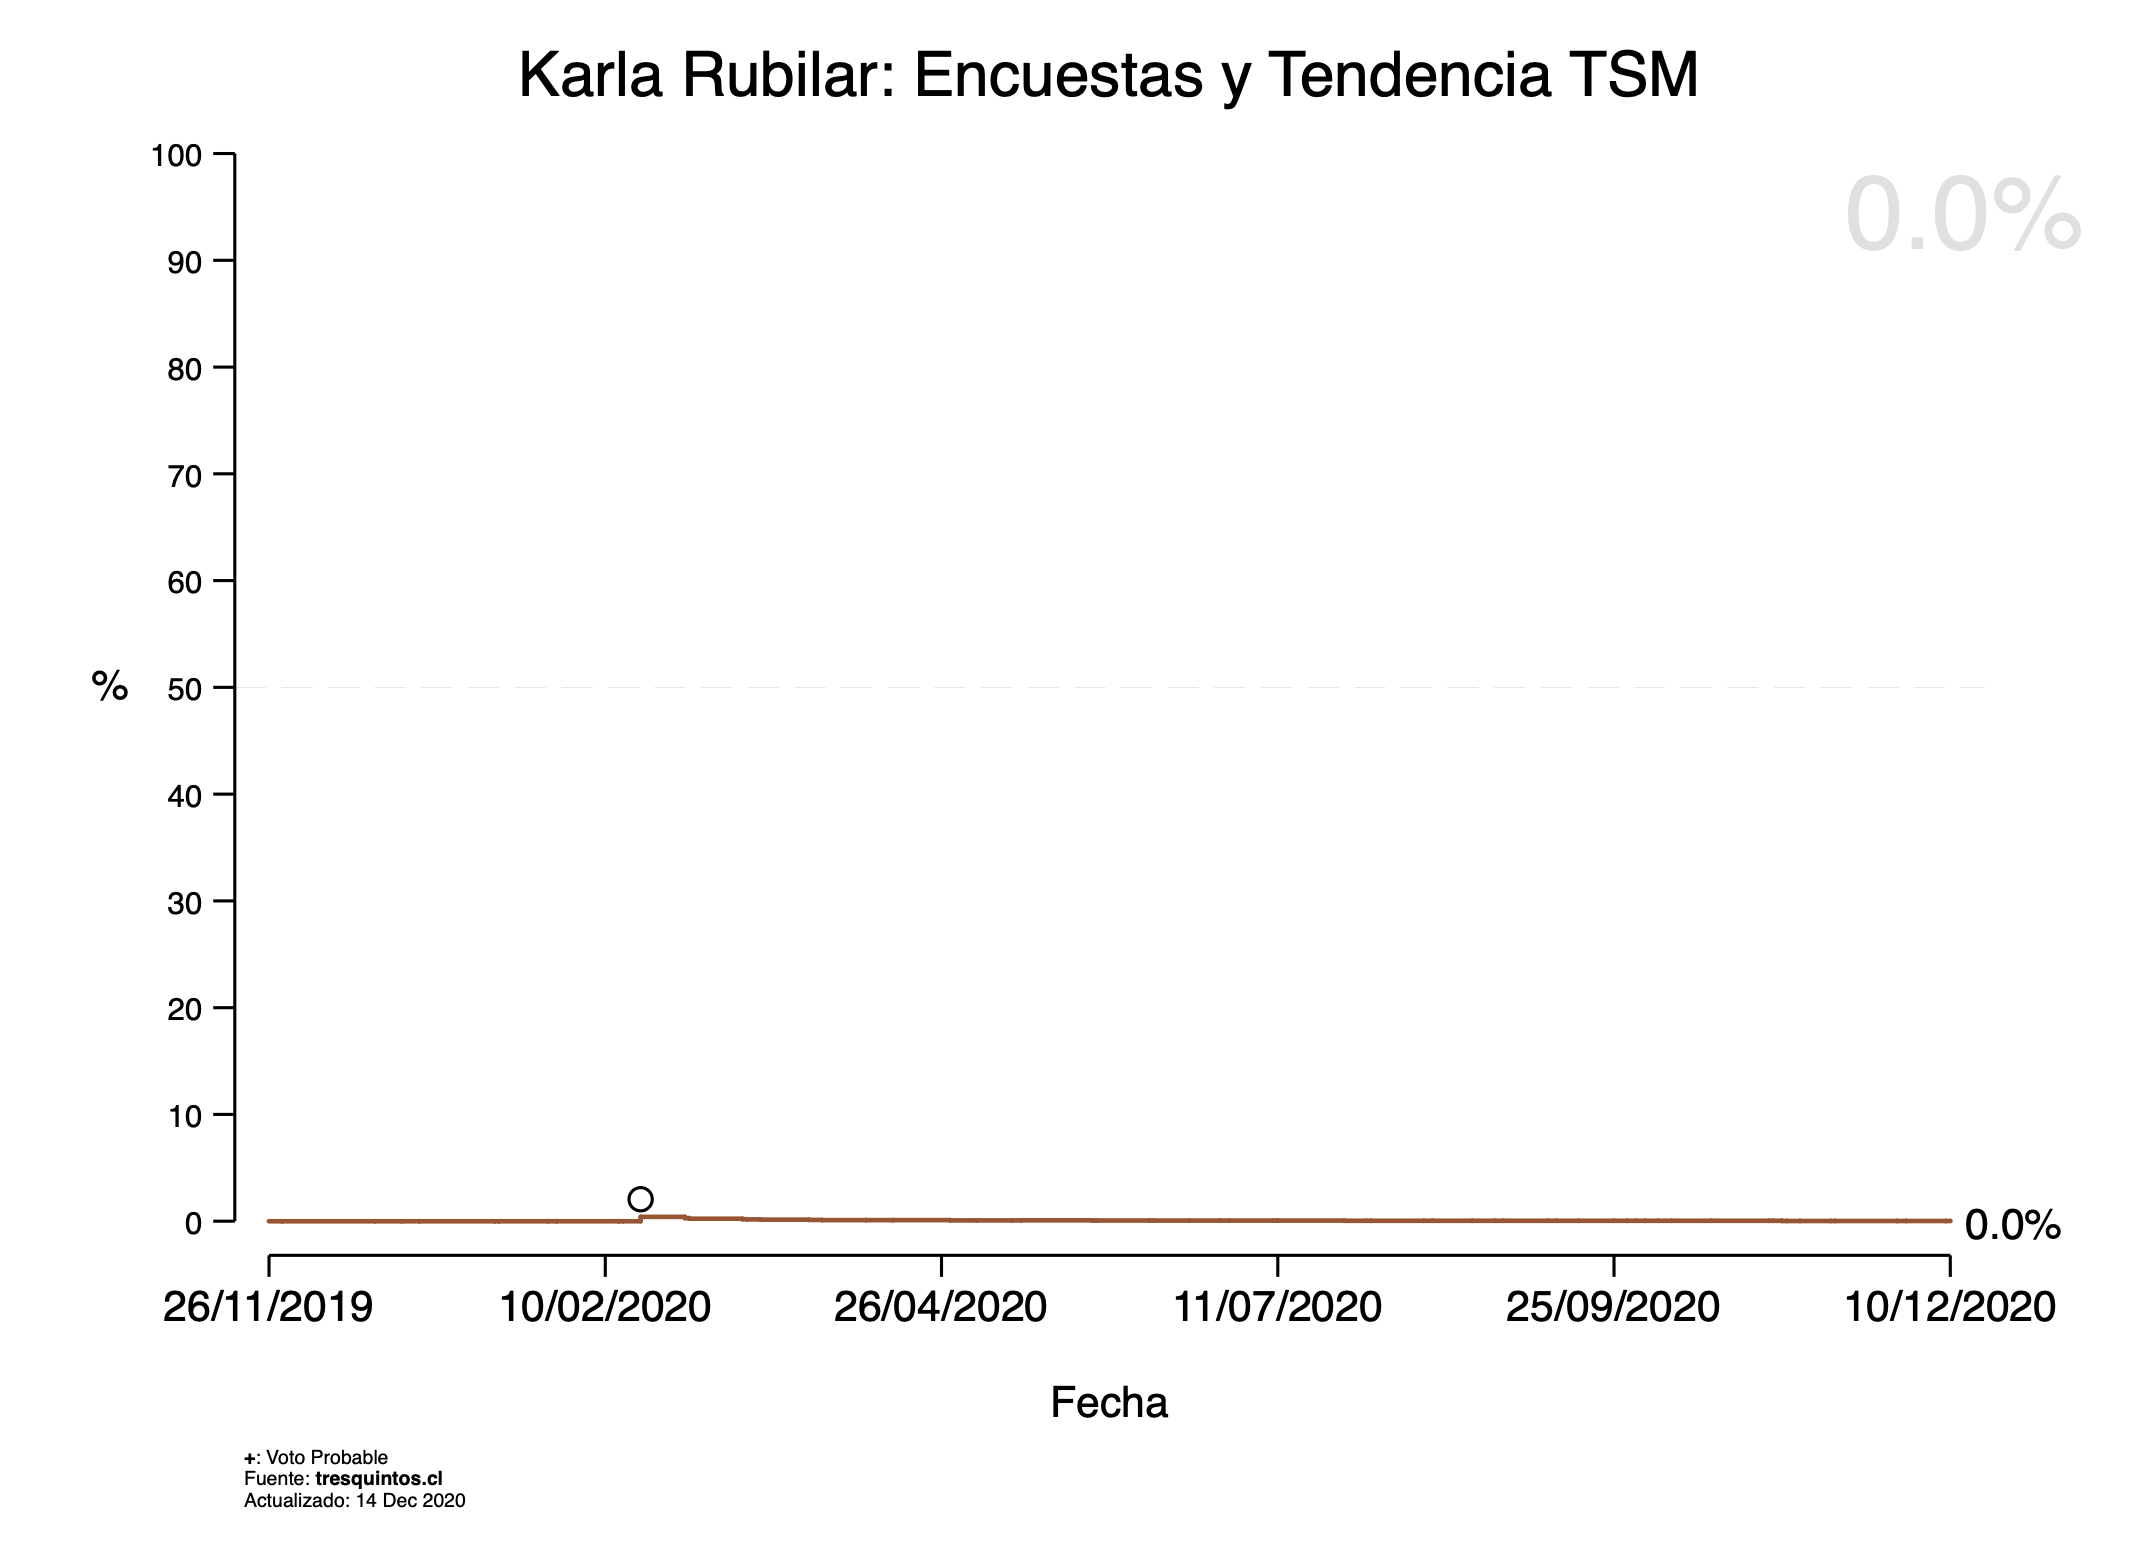 Karla Rubilar: Encuestas y Tendencia TSM
100
0.0%
90
80
70
60
% 50
40
30
20
10
0
0.0%
26/11/2019 10/02/2020 26/04/2020 11/07/2020 25/09/2020 10/12/2020
Fecha
+: Voto Probable
Fuente: tresquintos.cl
Actualizado: 14 Dec 2020